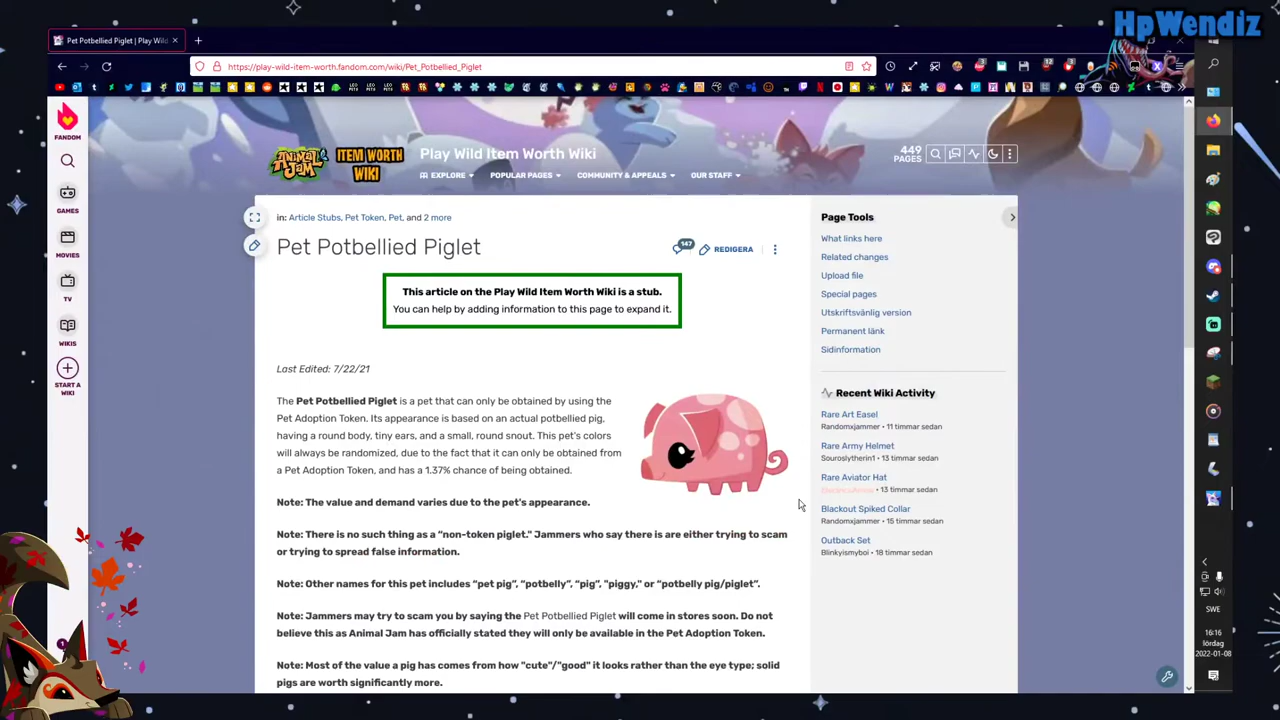 HpWendiz
Pet Potbellied Piglet | Play Wild
https://play-wild-item-worth.fandom.com/wiki/Pet_Potbellied_Piglet
FANDOM
GAMES
MOVIES
TV
WIKIS
START A
WIKI
ANIMAL
JAM
ITEM WORTH
WIKI
Play Wild Item Worth Wiki
449
PAGES
EXPLORE
POPULAR PAGES
COMMUNITY & APPEALS
OUR STAFF
in: Article Stubs, Pet Token, Pet, and 2 more
Pet Potbellied Piglet
147
REDIGERA
This article on the Play Wild Item Worth Wiki is a stub.
You can help by adding information to this page to expand it.
Last Edited: 7/22/21
The Pet Potbellied Piglet is a pet that can only be obtained by using the
Pet Adoption Token. Its appearance is based on an actual potbellied pig,
having a round body, tiny ears, and a small, round snout. This pet's colors
will always be randomized, due to the fact that it can only be obtained from
a Pet Adoption Token, and has a 1.37% chance of being obtained.
Note: The value and demand varies due to the pet's appearance.
Note: There is no such thing as a “non-token piglet." Jammers who say there is are either trying to scam
or trying to spread false information.
Note: Other names for this pet includes “pet pig”, “potbelly”, “pig”, "piggy," or “potbelly pig/piglet”.
Note: Jammers may try to scam you by saying the Pet Potbellied Piglet will come in stores soon. Do not
believe this as Animal Jam has officially stated they will only be available in the Pet Adoption Token.
Note: Most of the value a pig has comes from how "cute"/"good" it looks rather than the eye type; solid
pigs are worth significantly more.
Page Tools
What links here
Related changes
Upload file
Special pages
Utskriftsvänlig version
Permanent länk
Sidinformation
Recent Wiki Activity
Rare Art Easel
Randomxjammer • 11 timmar sedan
Rare Army Helmet
Souroslytherin1 • 13 timmar sedan
Rare Aviator Hat
• 13 timmar sedan
Blackout Spiked Collar
Randomxjammer • 15 timmar sedan
Outback Set
Blinkyismyboi • 18 timmar sedan
SWE
16:16
lördag
2022-01-08